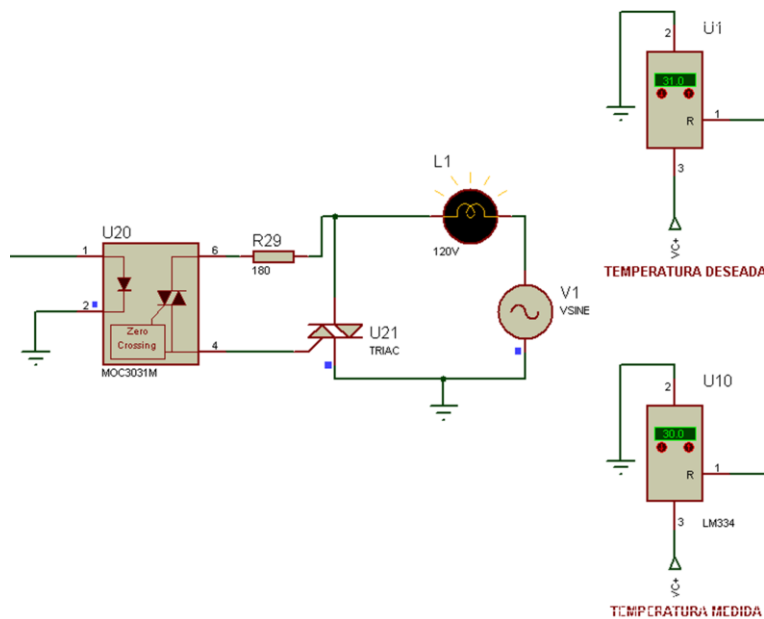 U1
2
31.0
R
1
3
VC+
TEMPERATURA DESEADA
L1
120V
U20
1
6
R29
180
2
Zero
Crossing
4
MOC3031M
U21
TRIAC
V1
VSINE
U10
2
30.0
R
1
3
LM334
VC+
TEMPERATURA MEDIDA